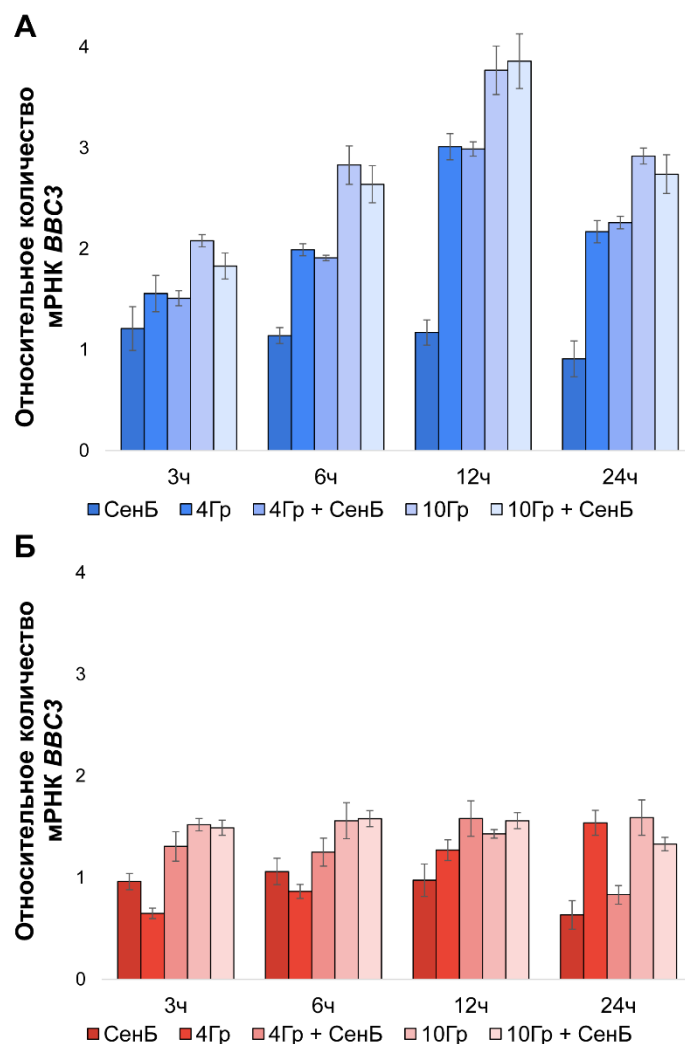 А
Относительное количество
мРНК BBC3
4
3
2
1
0
3ч 6ч 12ч 24ч
СенБ 4Гр 4Гр + СенБ 10Гр 10Гр + СенБ
Б
Относительное количество
мРНК BBC3
4
3
2
1
0
3ч 6ч 12ч 24ч
СенБ 4Гр 4Гр + СенБ 10Гр 10Гр + СенБ